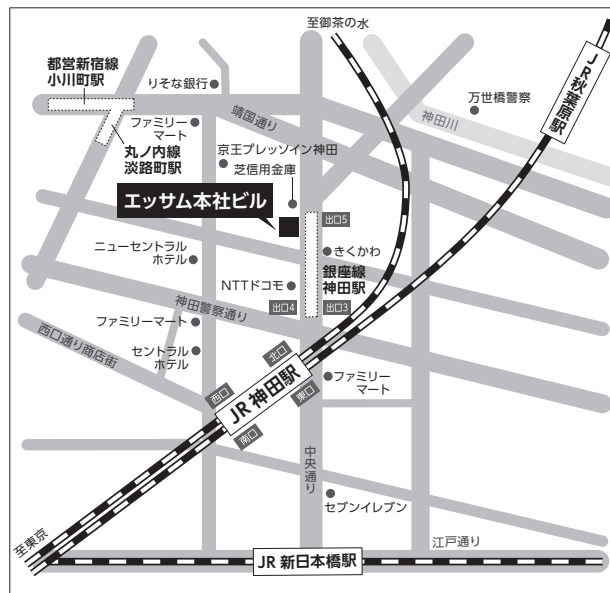 至御茶の水
都営新宿線
小川町駅
りそな銀行
JR秋葉原駅
万世橋警察
神田川
靖国通り
ファミリー
マート
丸ノ内線
淡路町駅
京王プレッソイン神田
芝信用金庫
エッサム本社ビル
出口5
ニューセントラル
ホテル
きくかわ
銀座線
神田駅
NTTドコモ
出口4
出口3
神田警察通り
ファミリーマート
西口通り商店街
セントラル
ホテル
北口
西口
JR 神田駅
東口
南口
ファミリー
マート
中央通り
セブンイレブン
至東京
江戸通り
JR 新日本橋駅